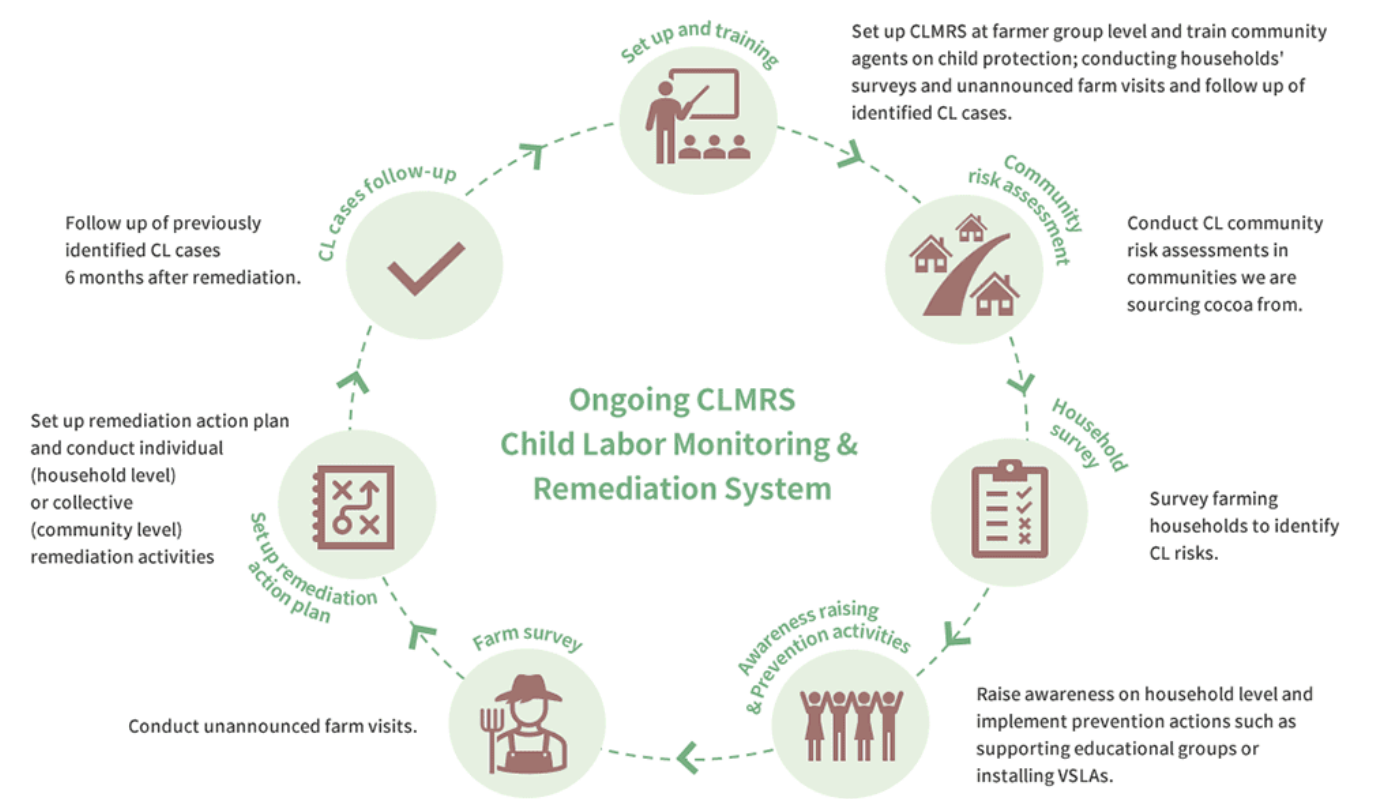 Set up and training
Set up CLMRS at farmer group level and train community
agents on child protection; conducting households'
surveys and unannounced farm visits and follow up of
identified CL cases.
Community
risk assessment
Conduct CL community
risk assessments in
communities we are
sourcing cocoa from.
Household
survey
Survey farming
households to identify
CL risks.
Awareness raising
& Prevention activities
Raise awareness on household level and
implement prevention actions such as
supporting educational groups or
installing VSLAs.
Farm survey
Conduct unannounced farm visits.
Set up remediation
action plan
Set up remediation action plan
and conduct individual
(household level)
or collective
(community level)
remediation activities
CL cases follow-up
Follow up of previously
identified CL cases
6 months after remediation.
Ongoing CLMRS
Child Labor Monitoring &
Remediation System